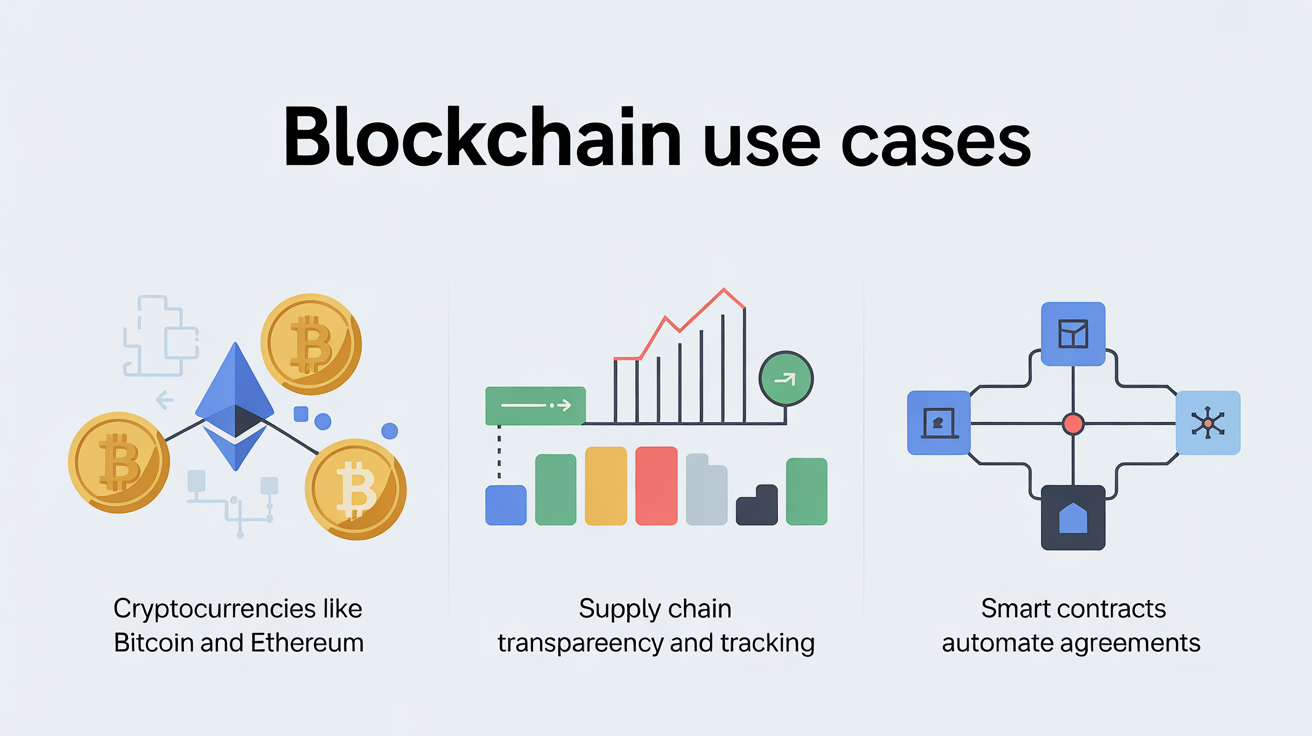 Blockchain use cases
Cryptocurrencies like
Bitcoin and Ethereum
Supply chain
transpareency and tracking
Smart contracts
automate agreements